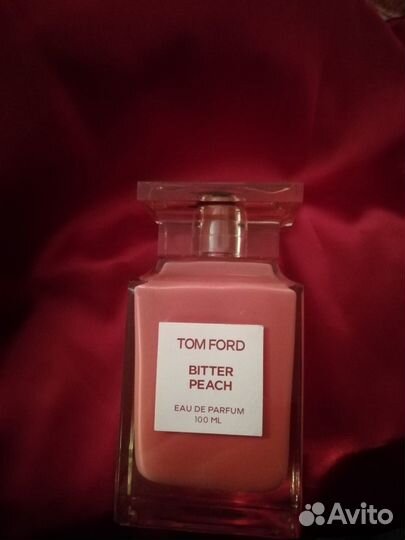 TOM FORD
BITTER
PEACH
EAU DE PARFUM
100 ML
Avito